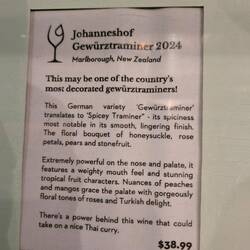 Johanneshof
Gewürztraminer 2024
Marlborough, New Zealand
This may be one of the country's
most decorated gewürztraminers!
This German variety 'Gewürztraminer'
translates to 'Spicey Traminer" - its spiciness
most notable in its smooth, lingering finish.
The floral bouquet of honeysuckle, rose
petals, pears and stonefruit.
Extremely powerful on the nose and palate, it
features a weighty mouth feel and stunning
tropical fruit characters. Nuances of peaches
and mangos grace the palate with gorgeously
floral tones of roses and Turkish delight.
There's a power behind this wine that could
take on a nice Thai curry.
$38.99